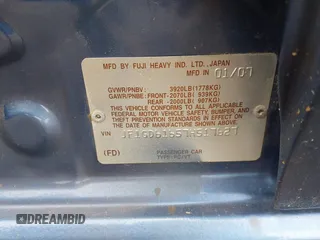 MFD BY FUJI HEAVY IND. LTD., JAPAN
MFD IN 01/07
GVWR/PNBV: 3920LB(1778KG)
GAWR/PNBE: FRONT-2070LB( 939KG)
REAR - 2000LB( 907KG)
THIS VEHICLE CONFORMS TO ALL APPLICABLE
FEDERAL MOTOR VEHICLE SAFETY, BUMPER, AND
THEFT PREVENTION STANDARDS IN EFFECT ON
THE DATE OF MANUFACTURE SHOWN ABOVE.
VIN
(FD) PASSENGER CAR
DREAMBID